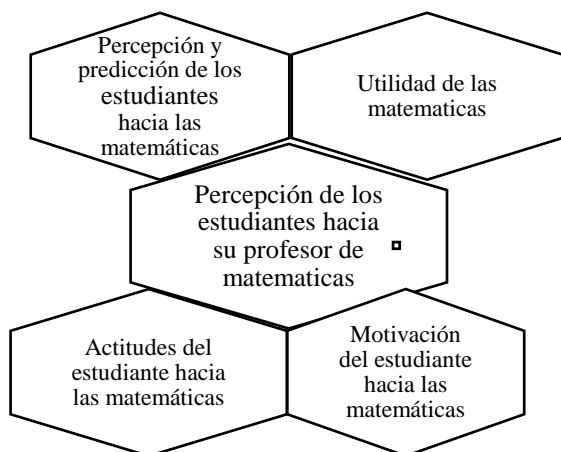 Percepción y
predicción de los
estudiantes
hacia las
matemáticas
Utilidad de las
matematicas
Percepción de los
estudiantes hacia
su profesor de
matematicas
Actitudes del
estudiante hacia
las matemáticas
Motivación
del estudiante
hacia las
matemáticas